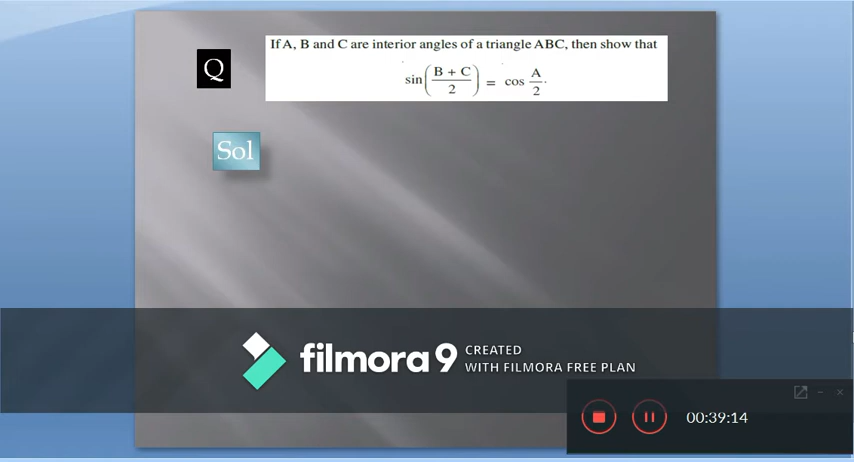 Q
If A, B and C are interior angles of a triangle ABC, then show that
sin(B + C / 2) = cos A / 2.
Sol
filmora 9 CREATED
WITH FILMORA FREE PLAN
00:39:14